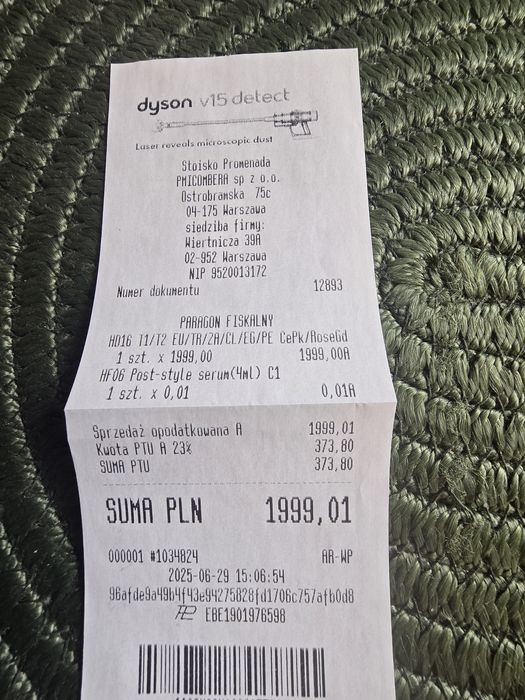 dyson v15 detect
Laser reveals microscopic dust
Stoisko Promenada
PMICOMBERA sp z o.o.
Ostrobramska 75c
04-175 Warszawa
siedziba firmy:
Wiertnicza 39A
02-952 Warszawa
NIP 9520013172
Numer dokumentu 12893
PARAGON FISKALNY
HD16 T1/T2 EU/TR/ZA/CL/EG/PE CePk/RoseGd
1 szt. x 1999,00 1999,00A
HF06 Post-style serum(4ml) C1
1 szt. x 0,01 0,01A
Sprzedaż opodatkowana A 1999,01
Kwota PTU A 23% 373,80
SUMA PTU 373,80
SUMA PLN 1999,01
000001 #1034824 AR-WP
2025-06-29 15:06:54
96afde9a49b4f43e94275828fd1706c757afb0d8
EBE1901976598